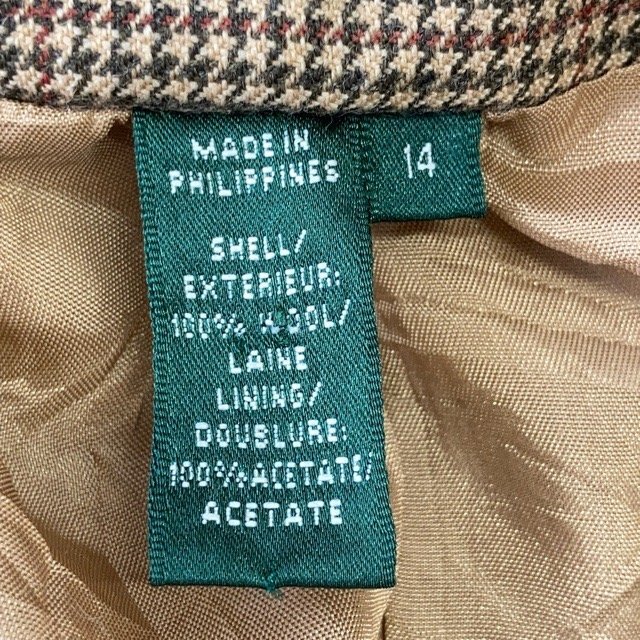 MADE IN
PHILIPPINES
14
SHELL/
EXTERIEUR:
100% WOOL/
LAINE
LINING/
DOUBLURE:
100% ACETATE/
ACETATE